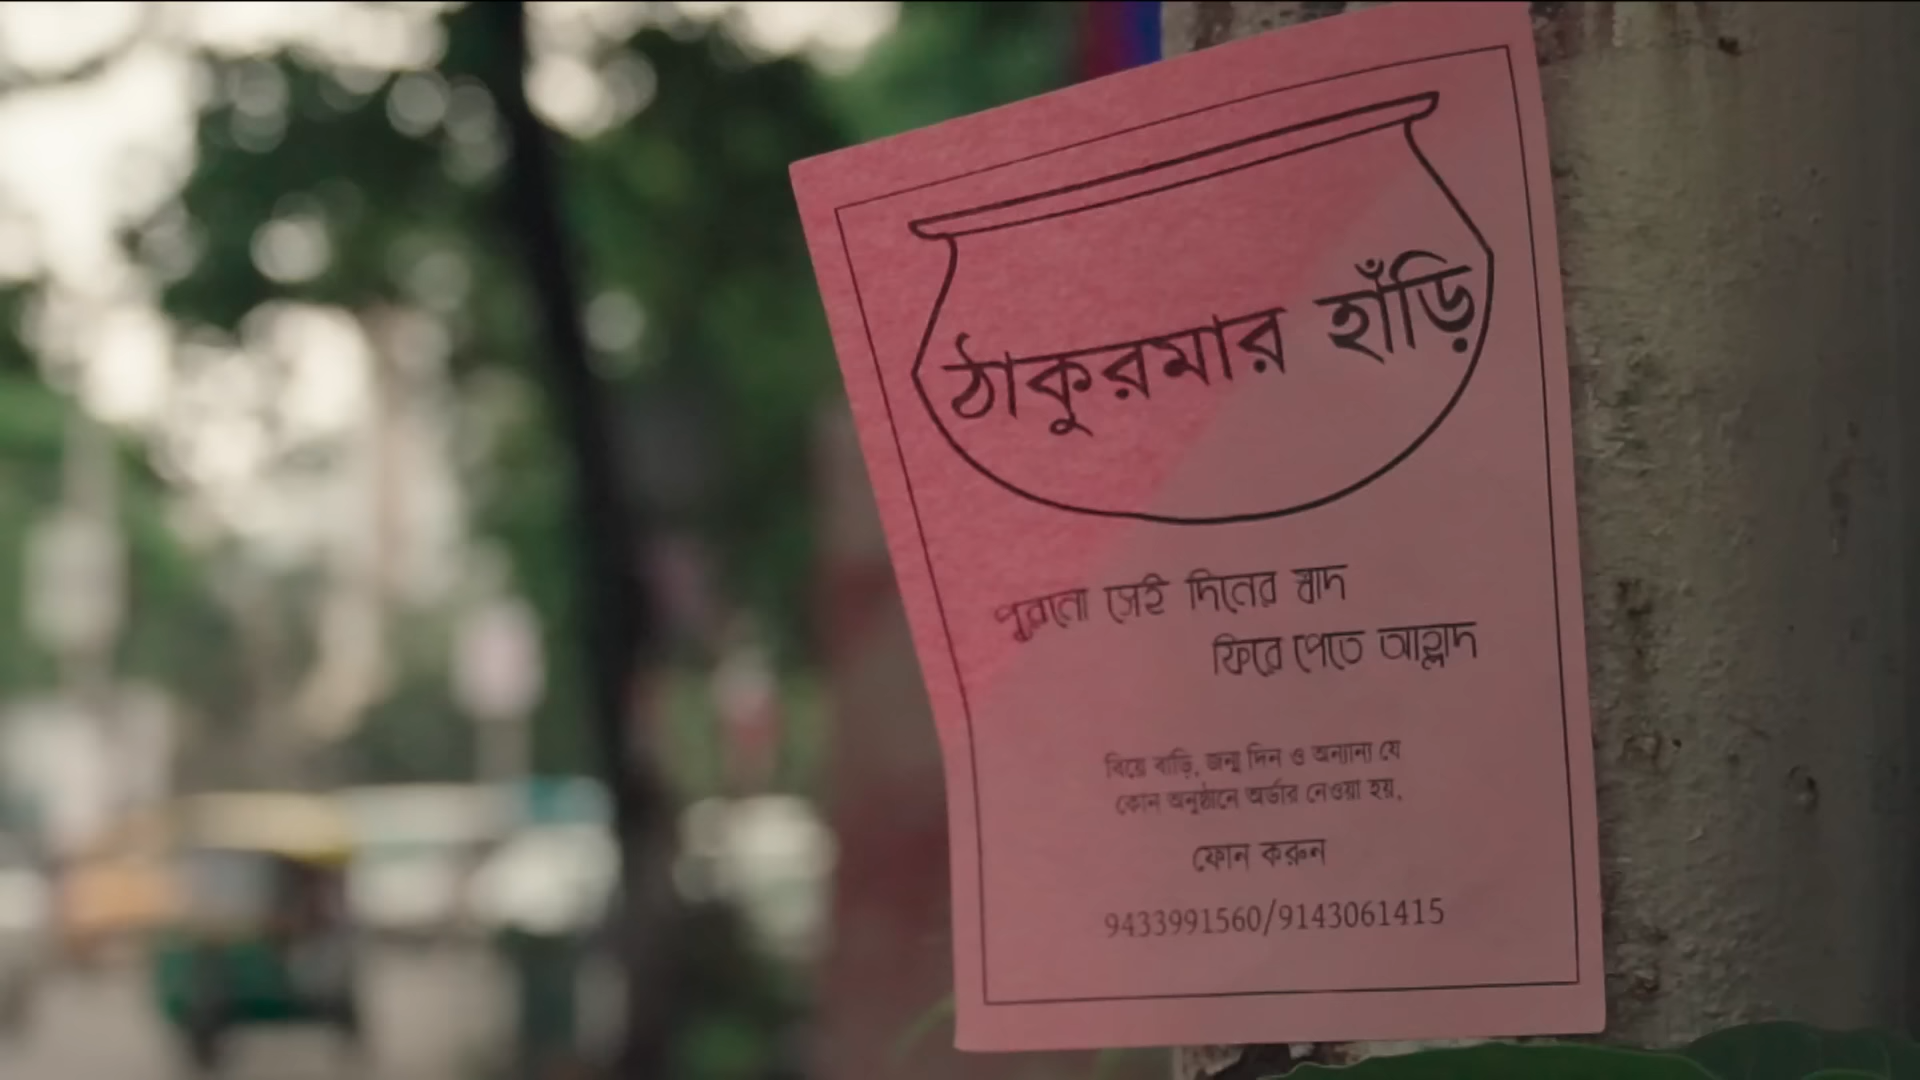 ঠাকুরমার হাঁড়ি
পুরনো সেই দিনের স্বাদ
ফিরে পেতে আহ্লাদ
বিয়ে বাড়ি, জন্ম দিন ও অন্যান্য যে
কোন অনুষ্ঠানে অর্ডার নেওয়া হয়.
ফোন করুন
9433991560/9143061415